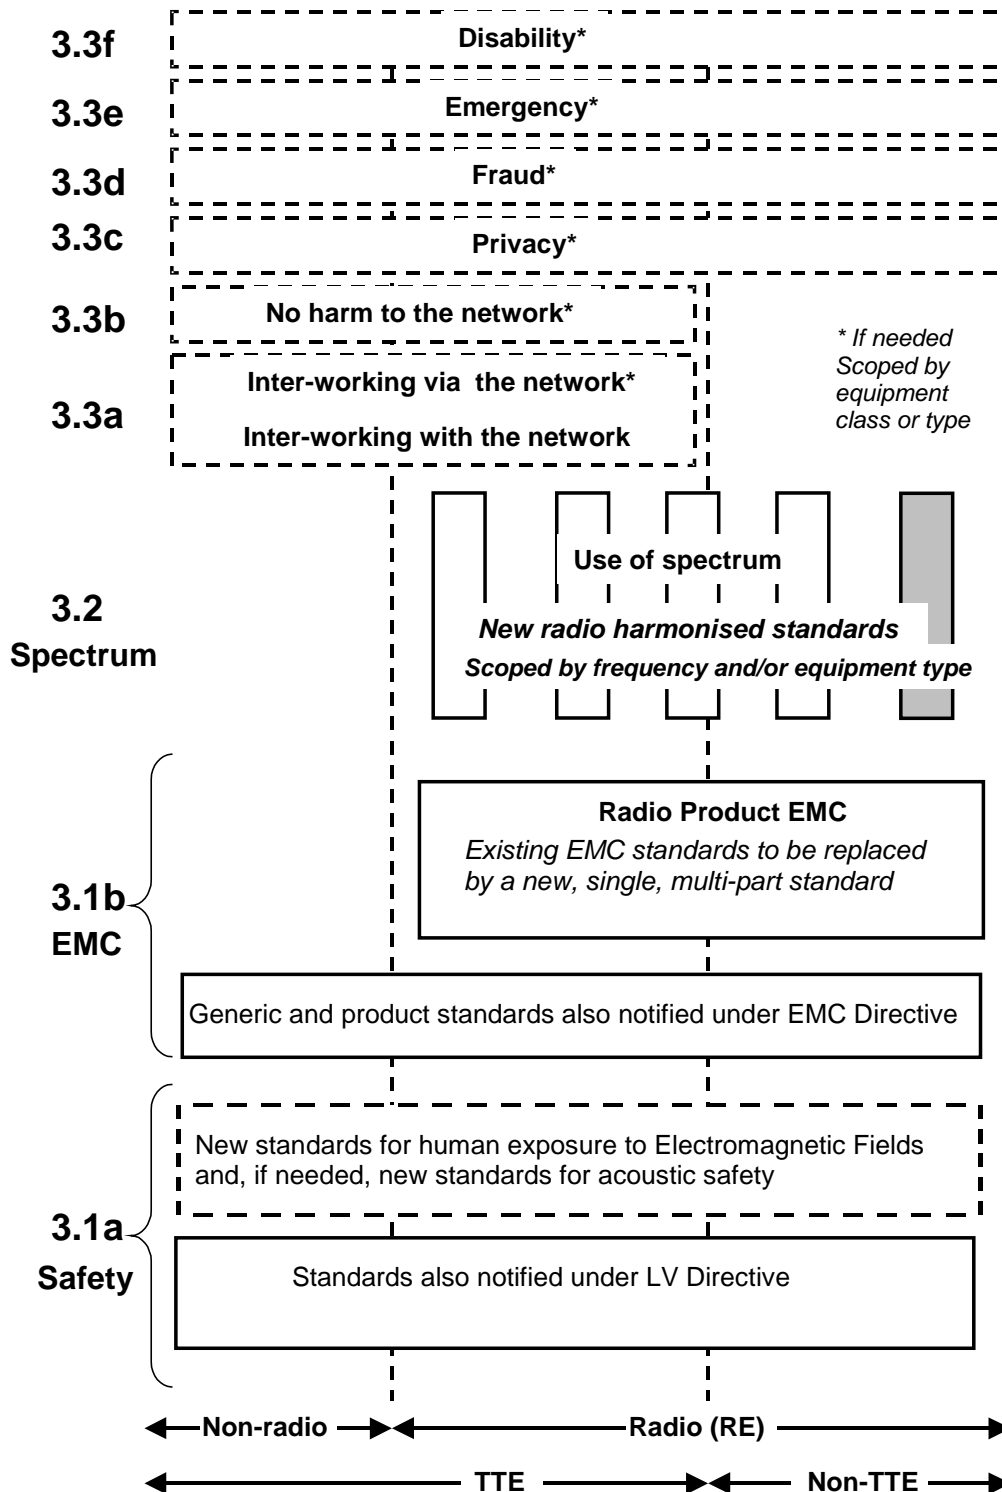 3.3f
Disability*
3.3e
Emergency*
3.3d
Fraud*
3.3c
Privacy*
3.3b
No harm to the network*
* If needed
Scoped by
equipment
class or type
3.3a
Inter-working via the network*
Inter-working with the network
3.2
Spectrum
Use of spectrum
New radio harmonised standards
Scoped by frequency and/or equipment type
3.1b
EMC
Radio Product EMC
Existing EMC standards to be replaced
by a new, single, multi-part standard
Generic and product standards also notified under EMC Directive
3.1a
Safety
New standards for human exposure to Electromagnetic Fields
and, if needed, new standards for acoustic safety
Standards also notified under LV Directive
Non-radio
Radio (RE)
TTE
Non-TTE